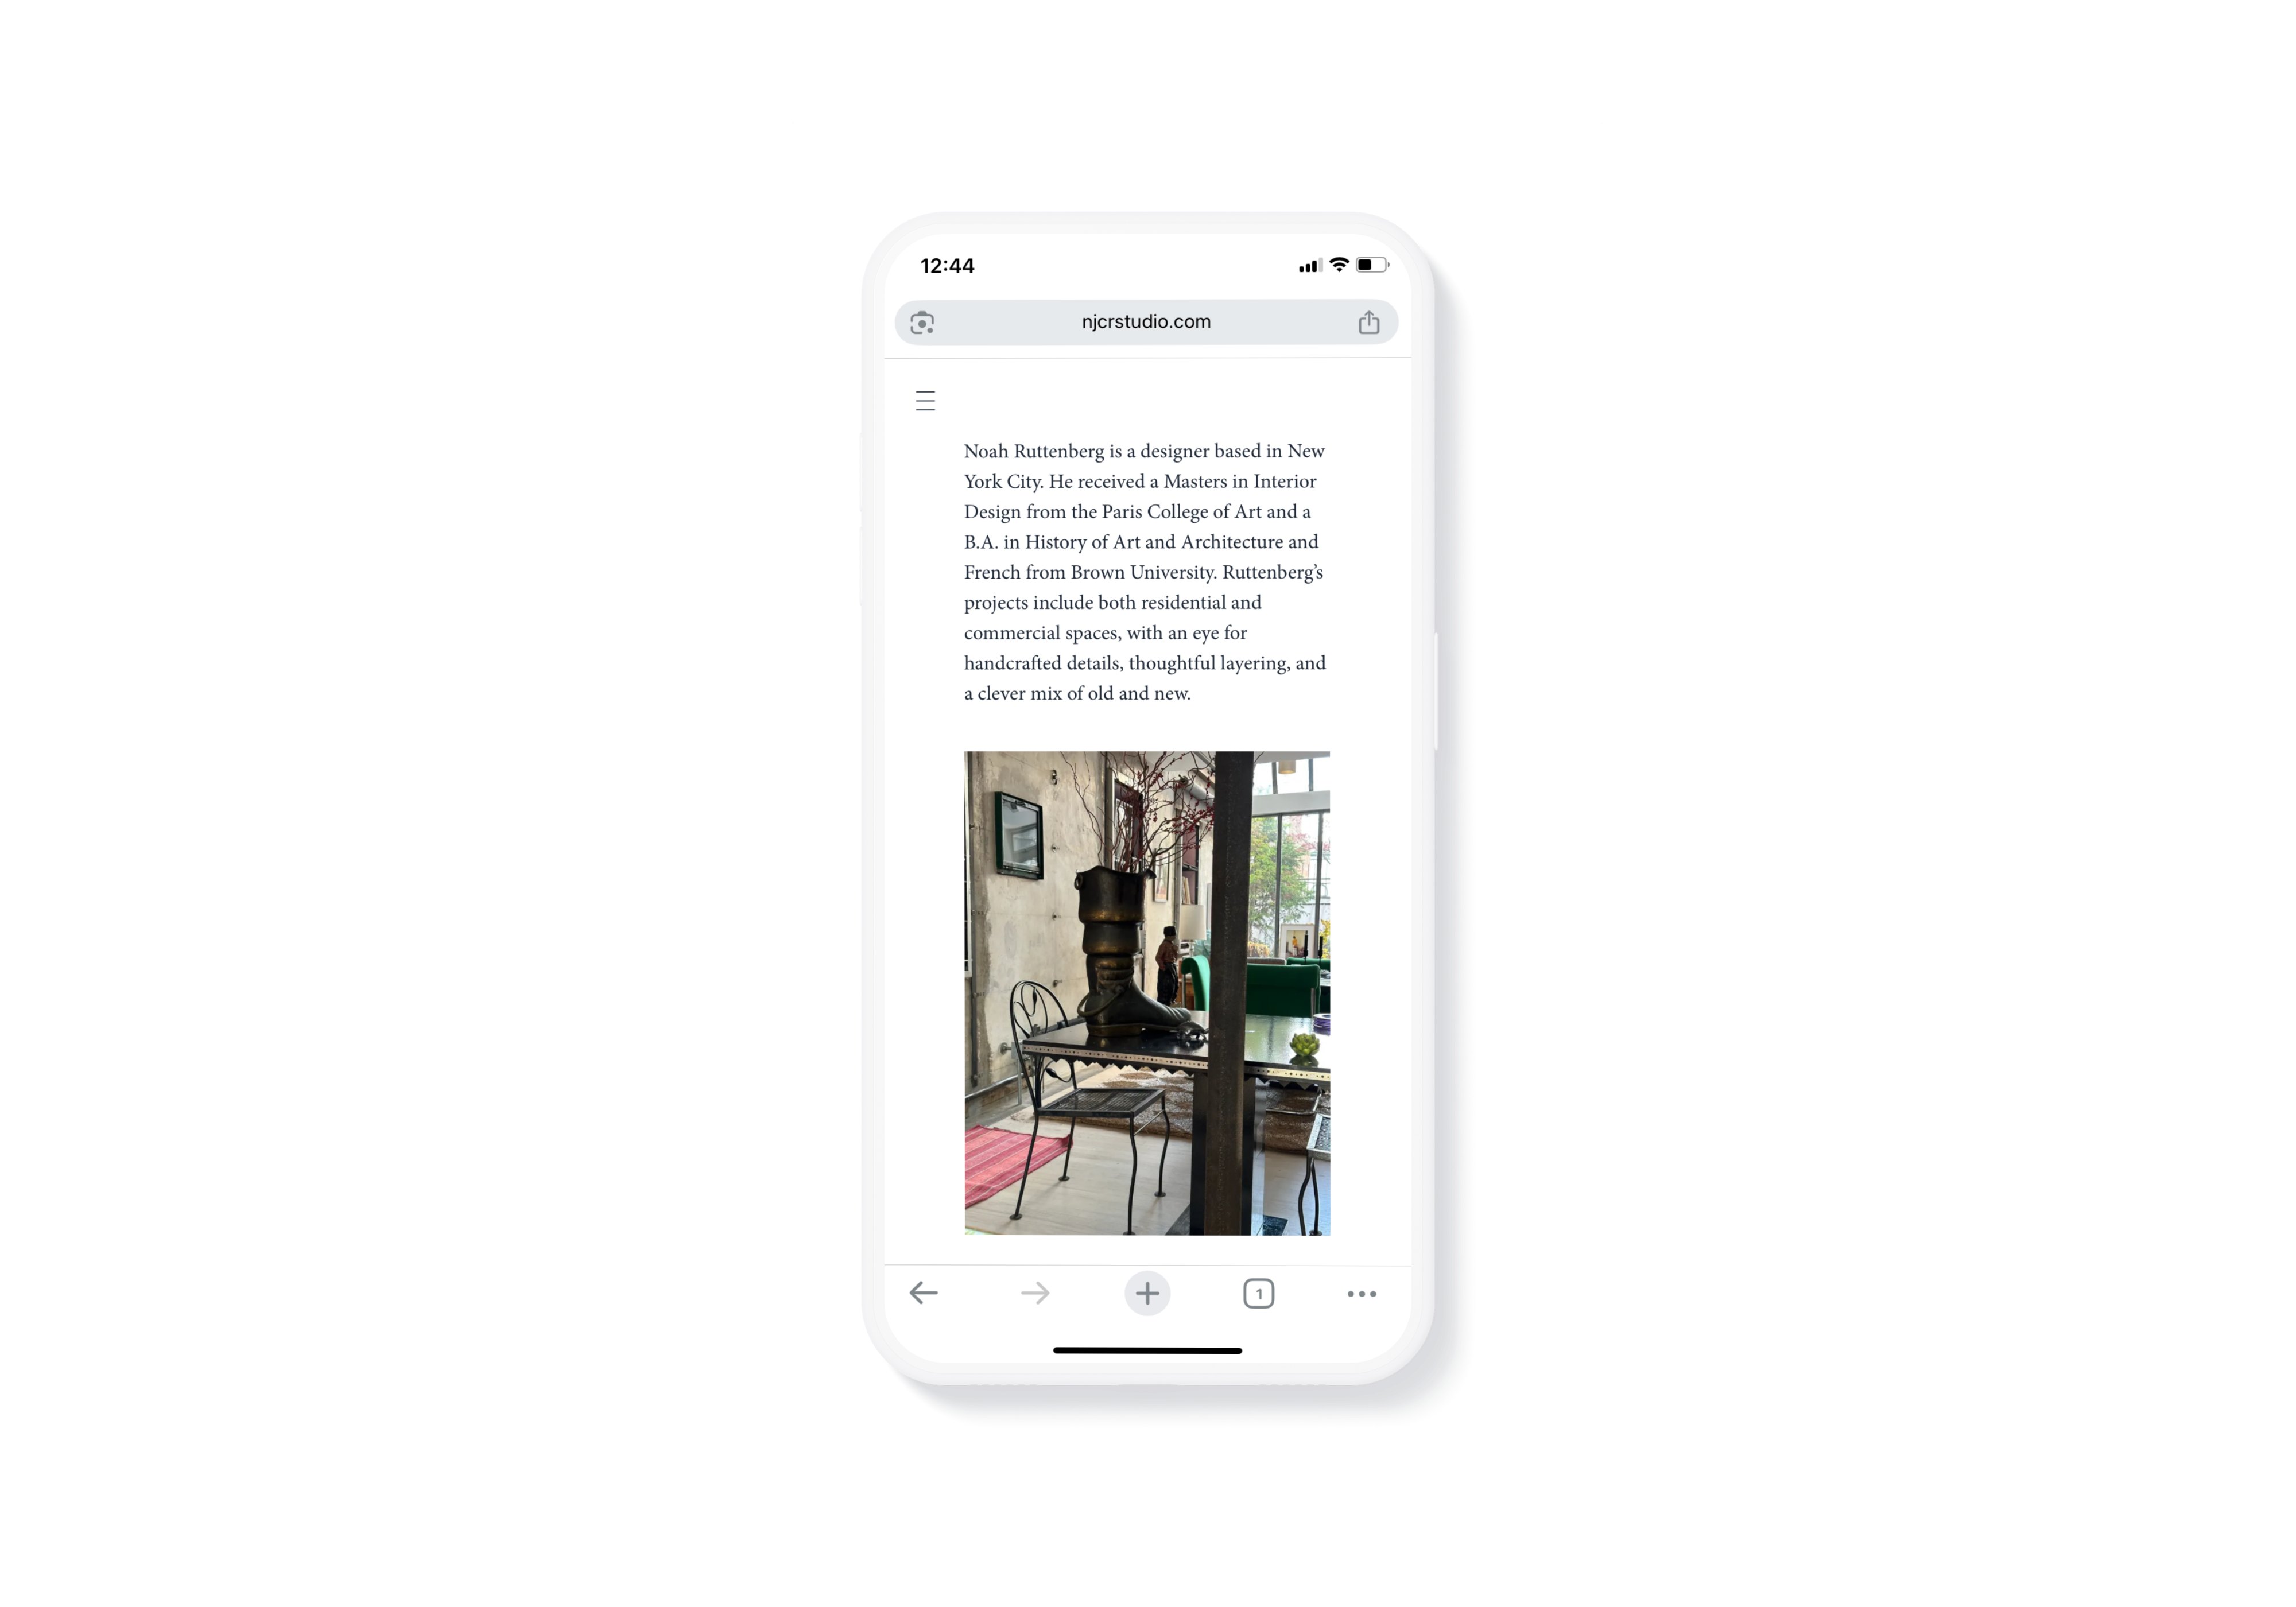 12:44
njcrstudio.com
Noah Ruttenberg is a designer based in New
York City. He received a Masters in Interior
Design from the Paris College of Art and a
B.A. in History of Art and Architecture and
French from Brown University. Ruttenberg’s
projects include both residential and
commercial spaces, with an eye for
handcrafted details, thoughtful layering, and
a clever mix of old and new.
1